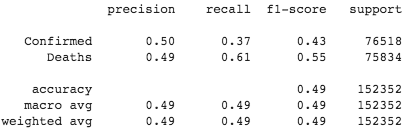 precision recall f1-score support
Confirmed 0.50 0.37 0.43 76518
Deaths 0.49 0.61 0.55 75834
accuracy 0.49 152352
macro avg 0.49 0.49 0.49 152352
weighted avg 0.49 0.49 0.49 152352